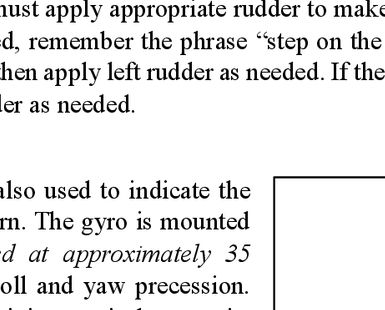 must apply appropriate rudder to make
ed, remember the phrase “step on the
then apply left rudder as needed. If the
der as needed.
also used to indicate the
rn. The gyro is mounted
ed at approximately 35
oll and yaw precession.